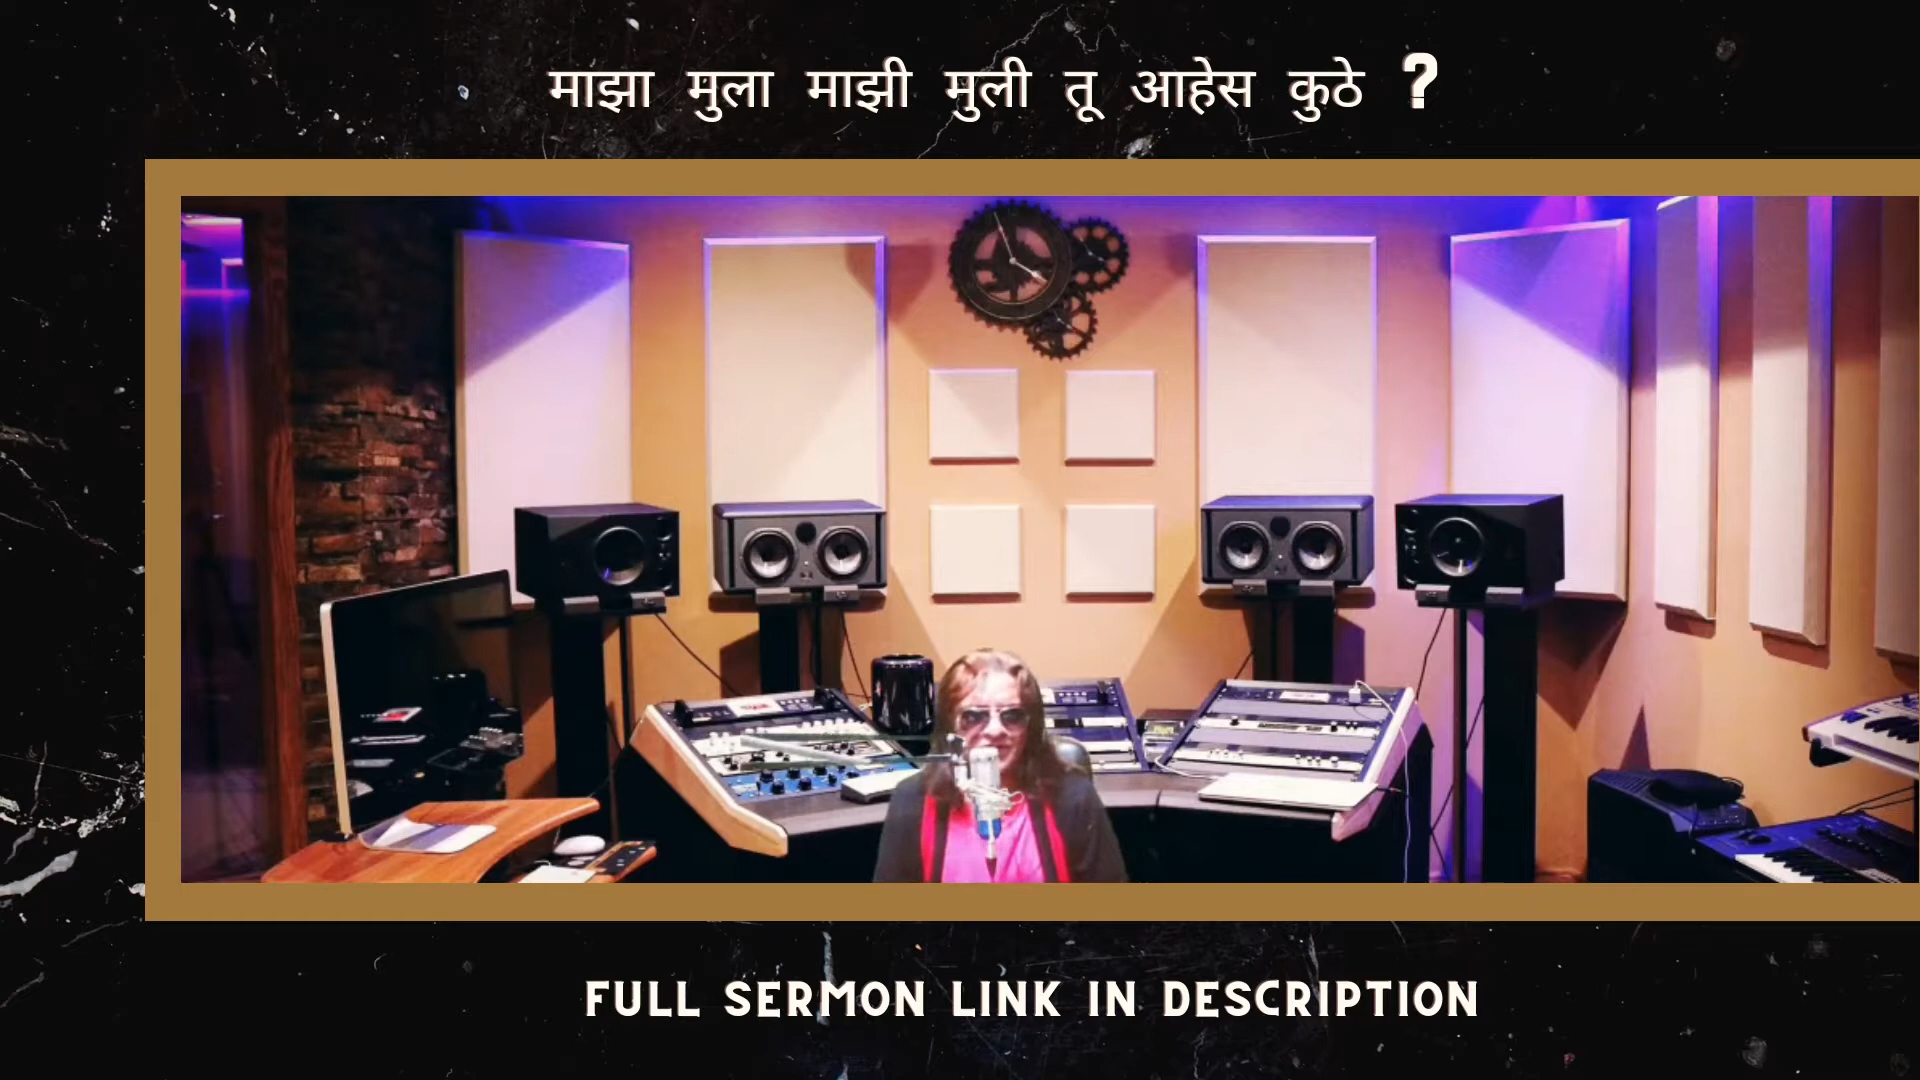 माझा मुला माझी मुली तू आहेस कुठे ?
FULL SERMON LINK IN DESCRIPTION